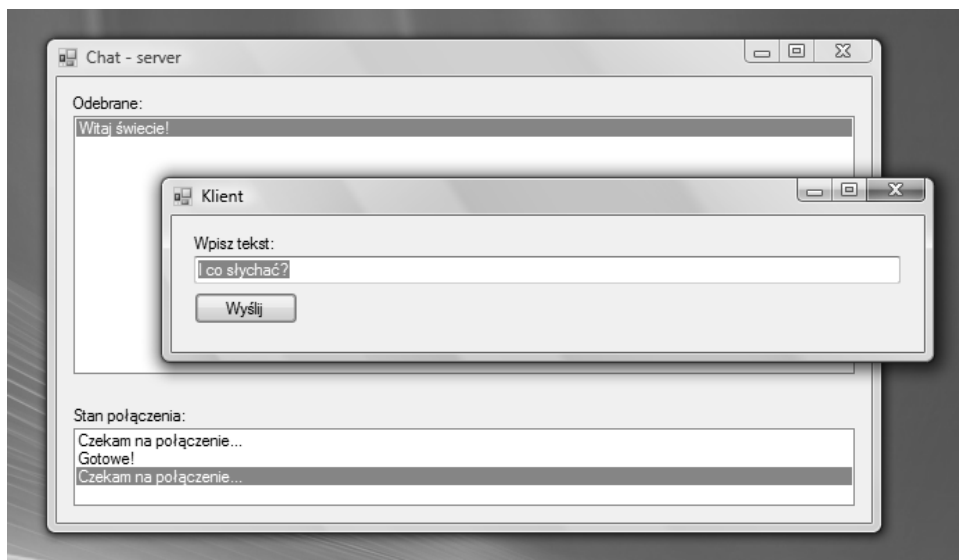 Chat - server
Odebrane:
Witaj świecie!
Klient
Wpisz tekst:
I co słychać?
Wyślij
Stan połączenia:
Czekam na połączenie...
Gotowe!
Czekam na połączenie...